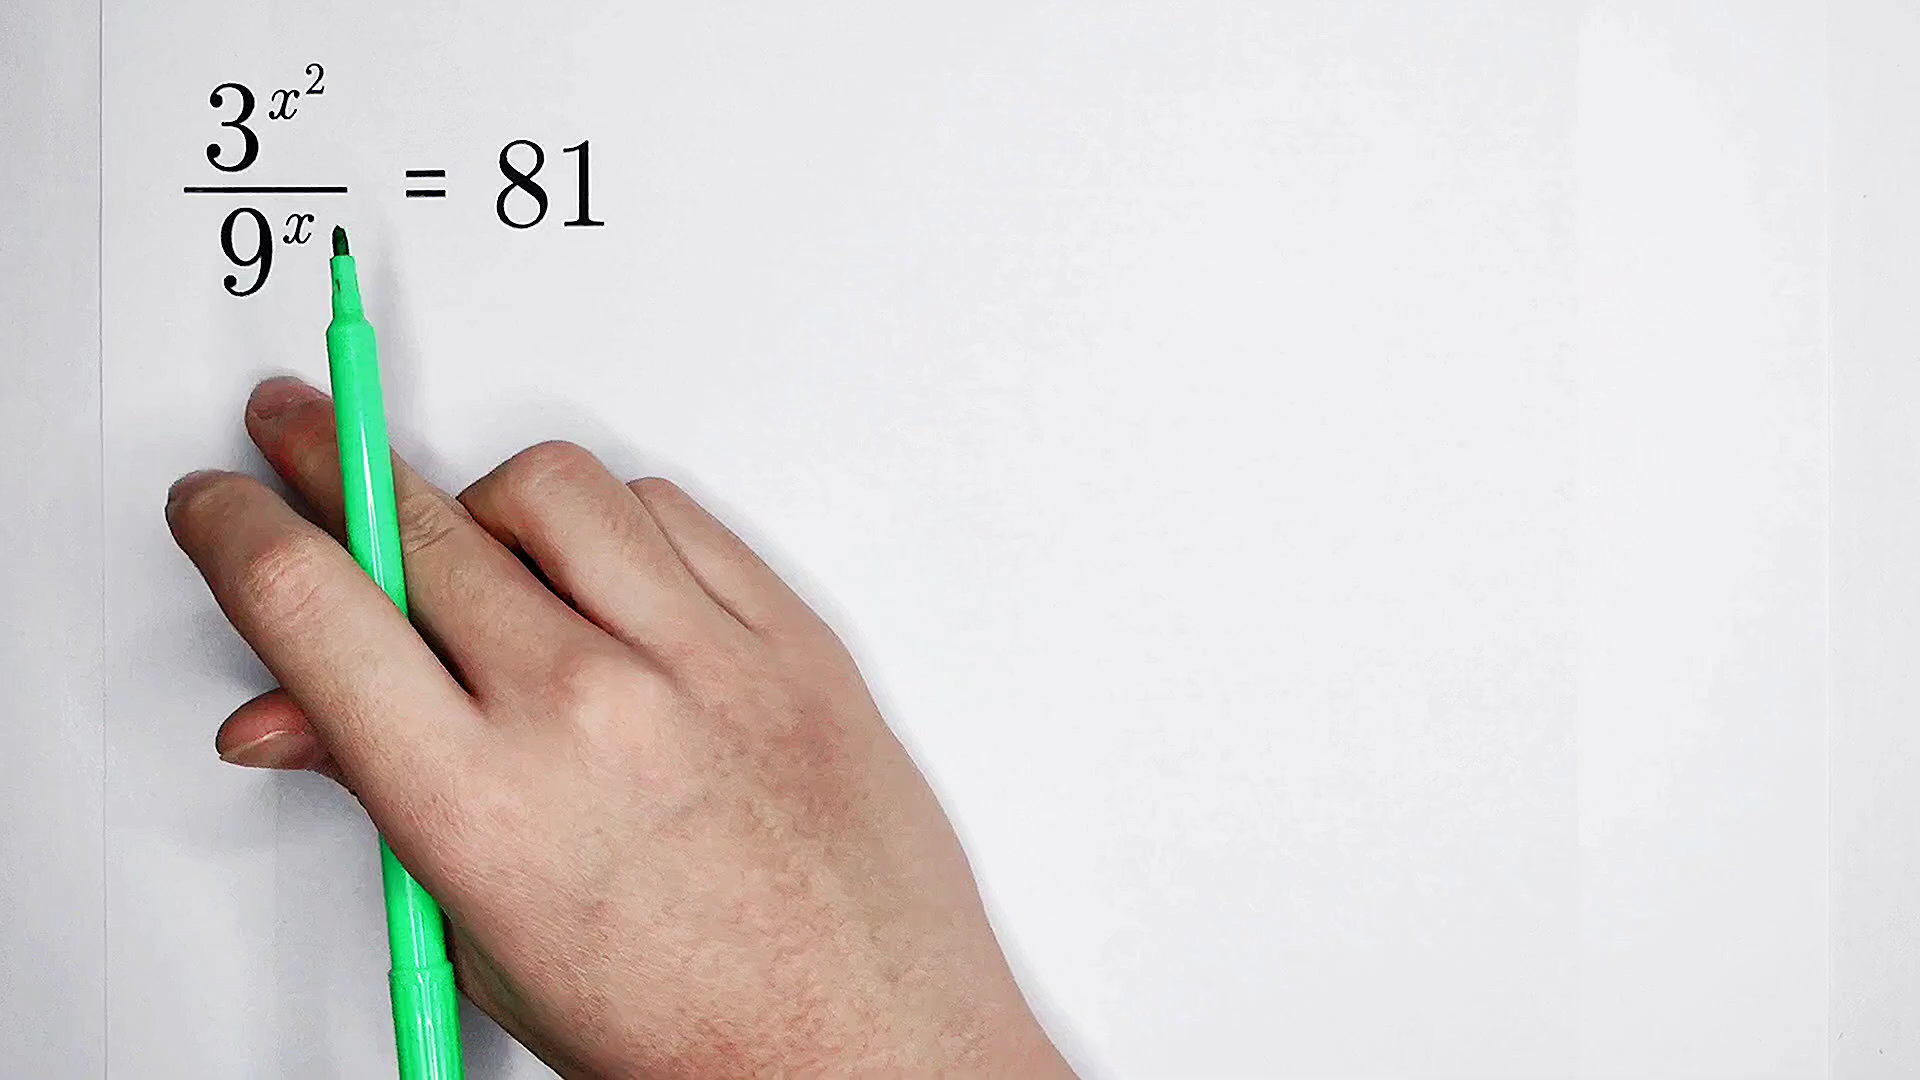 3^{x^2} / 9^x = 81